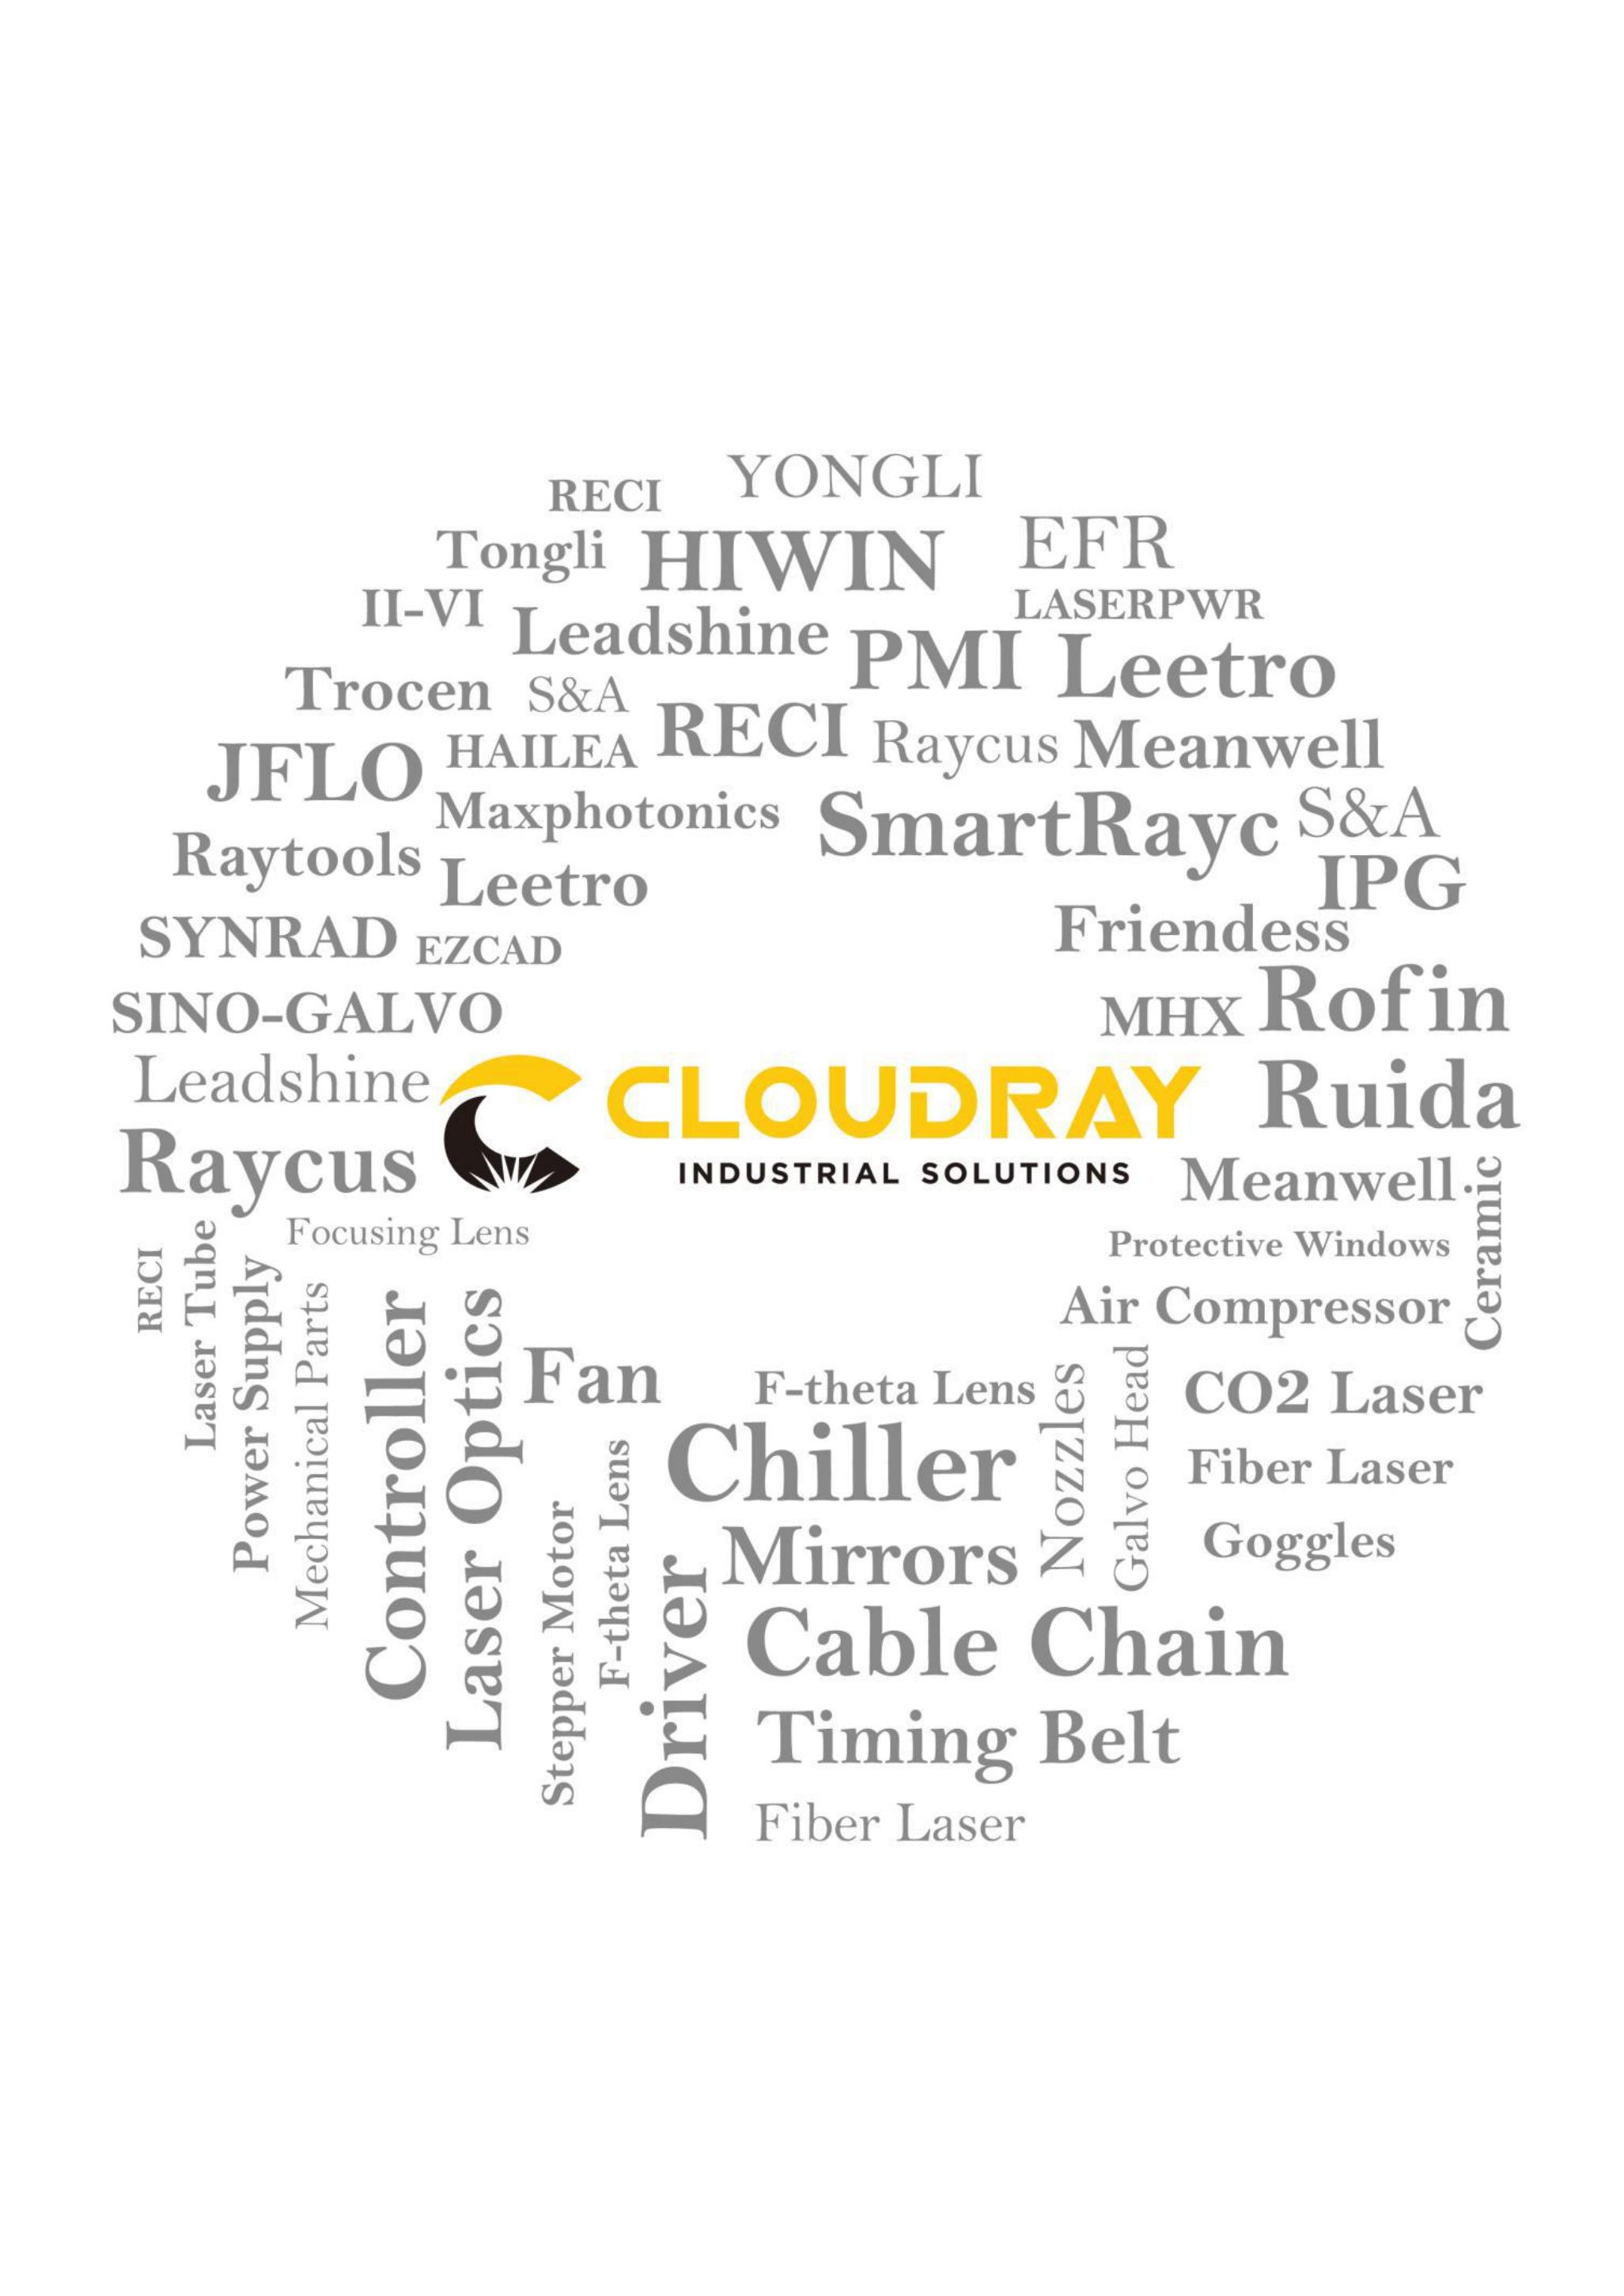 YONGLI
RECI
Tongli
HIWIN
EFR
II-VI
Leadshine
LASERPWR
PMI
Leetro
Trocen
S&A
RECI
Raycus
Meanwell
JFLO
HAILEA
Maxphotonics
SmartRayc
S&A
Raytools
Leetro
IPG
SYNRAD
EZCAD
Friendess
SINO-GALVO
MHX
Rofin
Leadshine
CLOUDRAY
Ruida
Raycus
INDUSTRIAL SOLUTIONS
Meanwell
Ceramic
Focusing Lens
Protective Windows
RECI
Laser Tube
Power Supply
Mechanical Parts
Controller
Laser Optics
Air Compressor
Fan
F-theta Lens
Nozzles
Galvo Head
CO2 Laser
Chiller
Fiber Laser
Stepper Motor
F-theta Lens
Driver
Mirrors
Goggles
Cable Chain
Timing Belt
Fiber Laser